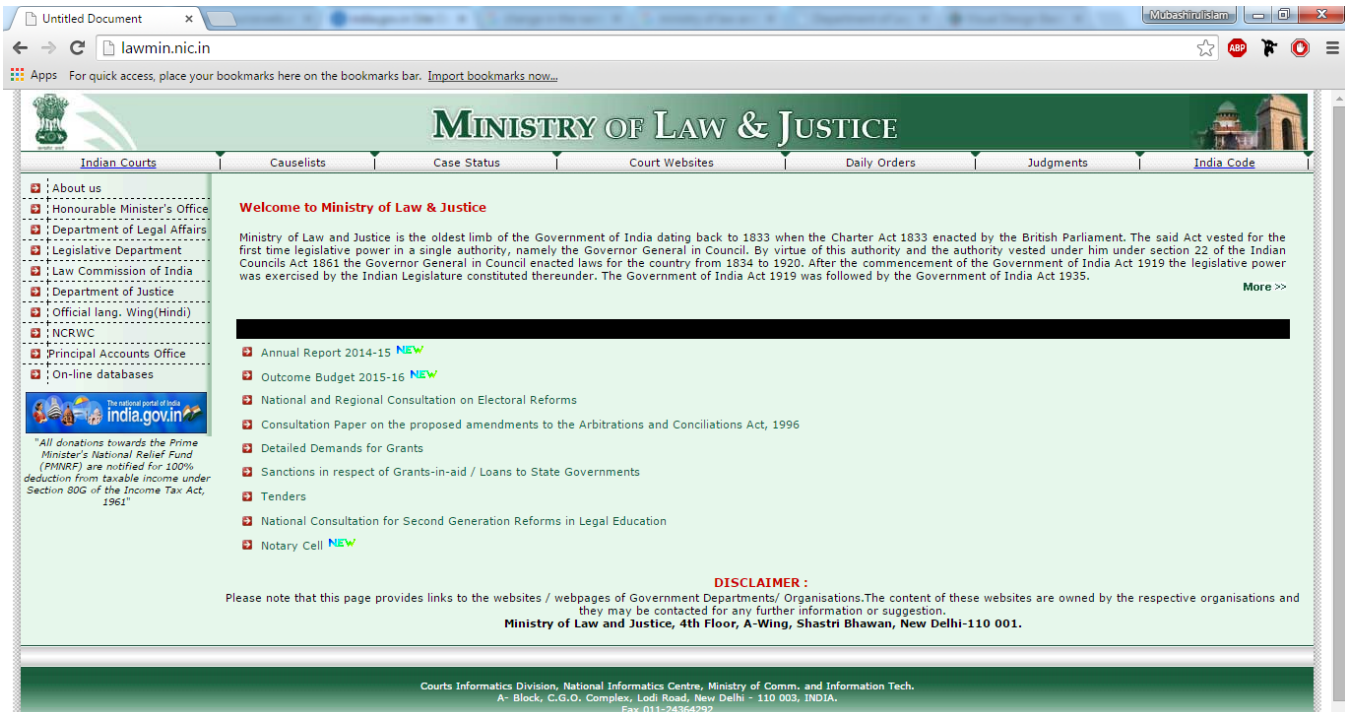 Untitled Document
Mubashirulislam
lawmin.nic.in
ABP
Apps For quick access, place your bookmarks here on the bookmarks bar. Import bookmarks now...
MINISTRY OF LAW & JUSTICE
Indian Courts Causelists Case Status Court Websites Daily Orders Judgments India Code
About us
Honourable Minister's Office
Department of Legal Affairs
Legislative Department
Law Commission of India
Department of Justice
Official lang. Wing(Hindi)
NCRWC
Principal Accounts Office
On-line databases
The national portal of India
india.gov.in
"All donations towards the Prime
Minister's National Relief Fund
(PMNRF) are notified for 100%
deduction from taxable income under
Section 80G of the Income Tax Act,
1961"
Welcome to Ministry of Law & Justice
Ministry of Law and Justice is the oldest limb of the Government of India dating back to 1833 when the Charter Act 1833 enacted by the British Parliament. The said Act vested for the
first time legislative power in a single authority, namely the Governor General in Council. By virtue of this authority and the authority vested under him under section 22 of the Indian
Councils Act 1861 the Governor General in Council enacted laws for the country from 1834 to 1920. After the commencement of the Government of India Act 1919 the legislative power
was exercised by the Indian Legislature constituted thereunder. The Government of India Act 1919 was followed by the Government of India Act 1935.
More >>
Annual Report 2014-15 NEW
Outcome Budget 2015-16 NEW
National and Regional Consultation on Electoral Reforms
Consultation Paper on the proposed amendments to the Arbitrations and Conciliations Act, 1996
Detailed Demands for Grants
Sanctions in respect of Grants-in-aid / Loans to State Governments
Tenders
National Consultation for Second Generation Reforms in Legal Education
Notary Cell NEW
DISCLAIMER :
Please note that this page provides links to the websites / webpages of Government Departments/ Organisations.The content of these websites are owned by the respective organisations and
they may be contacted for any further information or suggestion.
Ministry of Law and Justice, 4th Floor, A-Wing, Shastri Bhawan, New Delhi-110 001.
Courts Informatics Division, National Informatics Centre, Ministry of Comm. and Information Tech.
A- Block, C.G.O. Complex, Lodi Road, New Delhi - 110 003, INDIA.
Fax 011-24364292